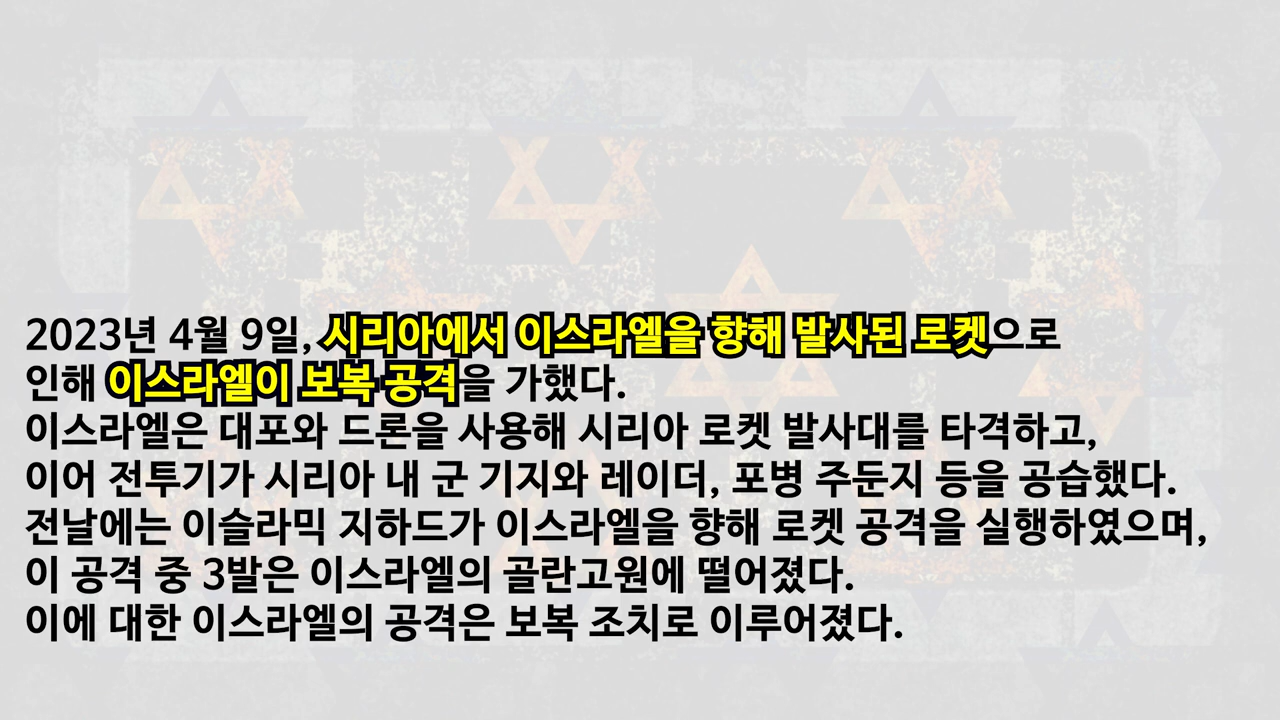 2023년 4월 9일, 시리아에서 이스라엘을 향해 발사된 로켓으로
인해 이스라엘이 보복 공격을 가했다.
이스라엘은 대포와 드론을 사용해 시리아 로켓 발사대를 타격하고,
이어 전투기가 시리아 내 군 기지와 레이더, 포병 주둔지 등을 공습했다.
전날에는 이슬라믹 지하드가 이스라엘을 향해 로켓 공격을 실행하였으며,
이 공격 중 3발은 이스라엘의 골란고원에 떨어졌다.
이에 대한 이스라엘의 공격은 보복 조치로 이루어졌다.